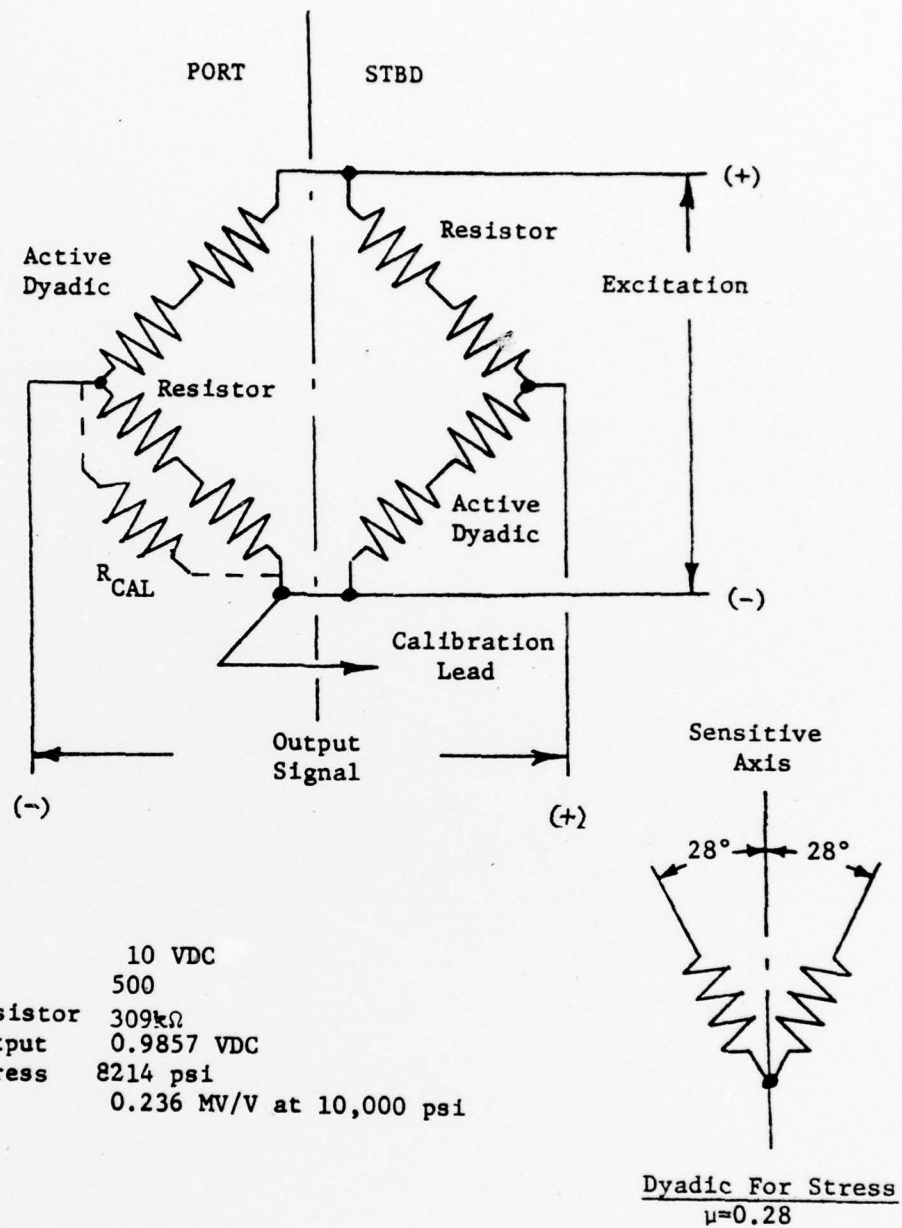 PORT
STBD
(+)
Resistor
Active
Dyadic
Excitation
Resistor
Active
Dyadic
R CAL
(-)
Calibration
Lead
Output
Signal
(-)
(+)
Sensitive
Axis
28° 28°
10 VDC
500
sistor 309kΩ
put 0.9857 VDC
ress 8214 psi
0.236 MV/V at 10,000 psi
Dyadic For Stress
μ=0.28